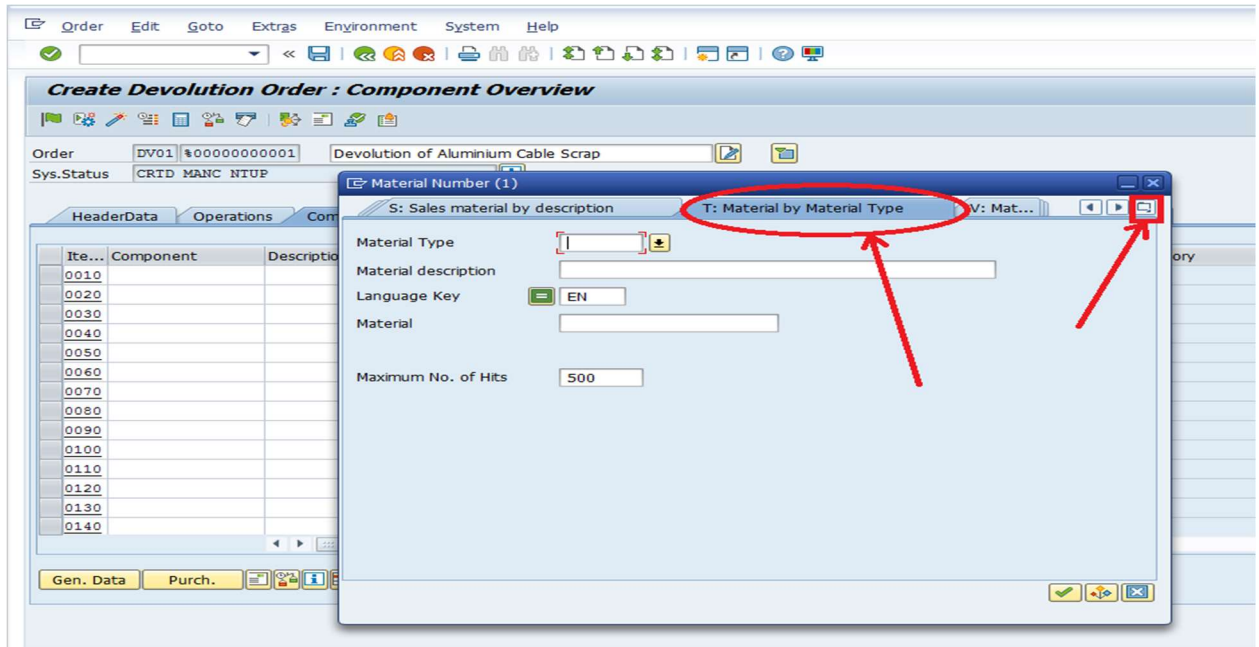 Order Edit Goto Extras Environment System Help
Create Devolution Order : Component Overview
Order DV01 %00000000001 Devolution of Aluminium Cable Scrap
Sys.Status CRTD MANC NTUP
HeaderData Operations Com
Material Number (1)
S: Sales material by description T: Material by Material Type V: Mat...
Material Type
Material description
Language Key = EN
Material
Maximum No. of Hits 500
Ite... Component Descriptio ory
0010
0020
0030
0040
0050
0060
0070
0080
0090
0100
0110
0120
0130
0140
Gen. Data Purch.